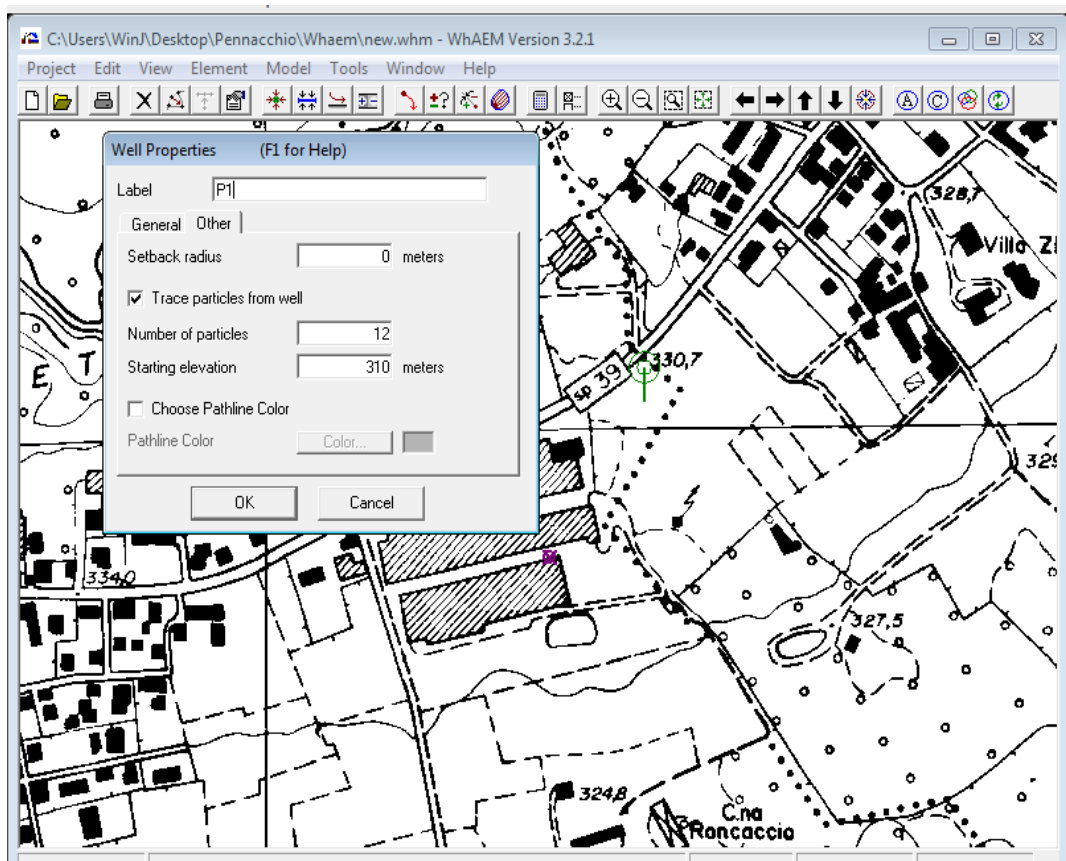 C:\Users\WinJ\Desktop\Pennacchio\Whaem\new.whm - WhAEM Version 3.2.1
Project Edit View Element Model Tools Window Help
Well Properties (F1 for Help)
Label P1
General Other
Setback radius 0 meters
Trace particles from well
Number of particles 12
Starting elevation 310 meters
Choose Pathline Color
Pathline Color Color...
OK Cancel
328,7
Villa
330,7
sp 39
E T
329
334,0
327,5
324,8
C.na
Roncaccio